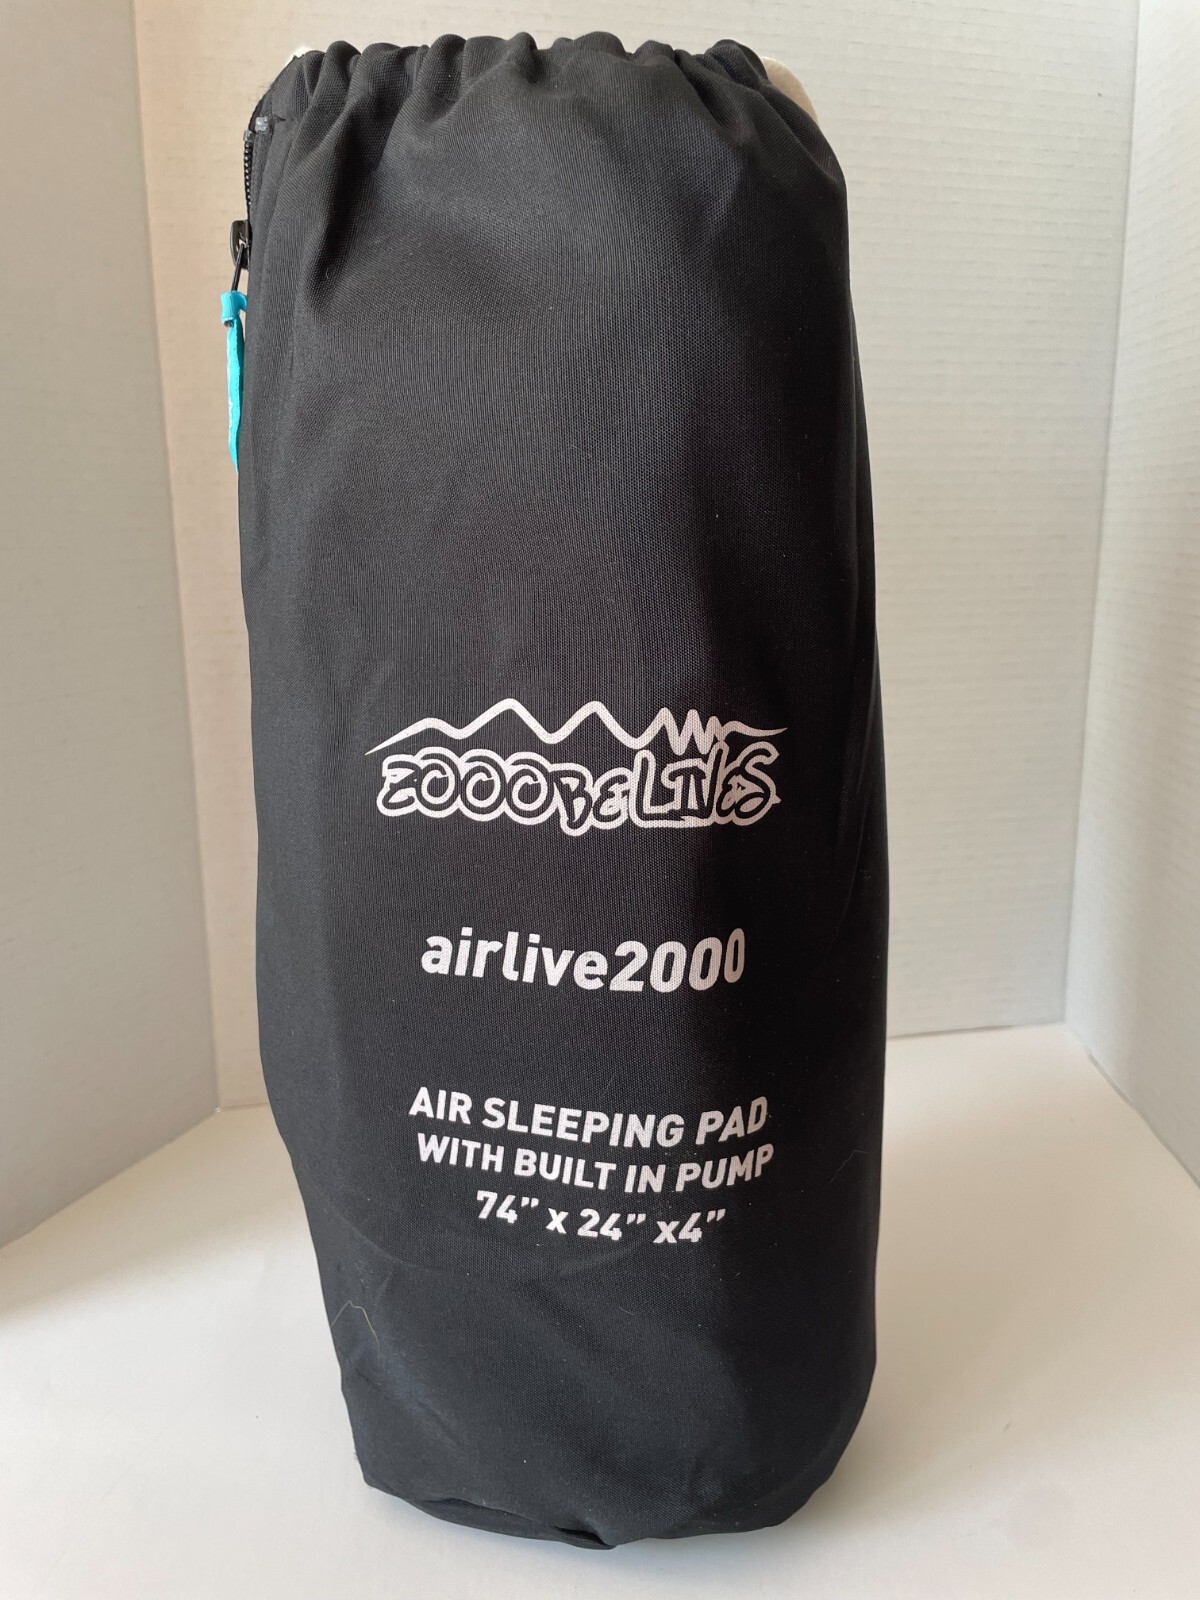 ZOOOBELIVES
airlive2000
AIR SLEEPING PAD
WITH BUILT IN PUMP
74” x 24” x4”